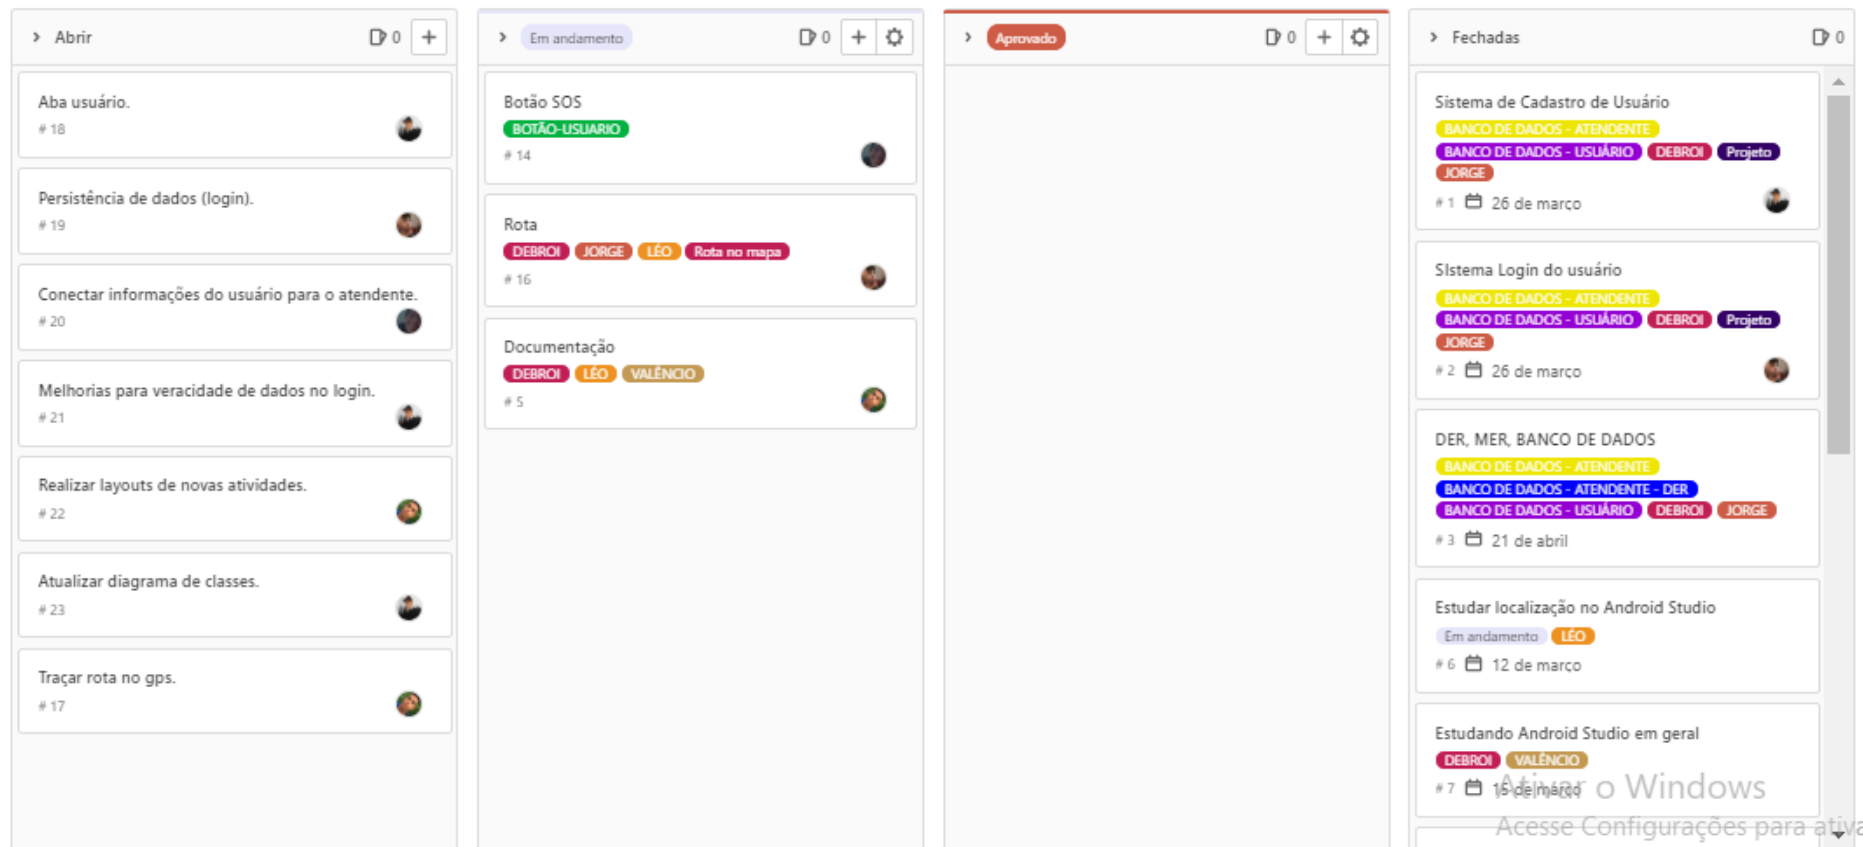 Abrir
0
Aba usuário.
# 18
Persistência de dados (login).
# 19
Conectar informações do usuário para o atendente.
# 20
Melhorias para veracidade de dados no login.
# 21
Realizar layouts de novas atividades.
# 22
Atualizar diagrama de classes.
# 23
Traçar rota no gps.
# 17
Em andamento
0
Botão SOS
BOTÃO-USUARIO
# 14
Rota
DEBROI JORGE LÉO Rota no mapa
# 16
Documentação
DEBROI LÉO VALÊNCIO
# 5
Aprovado
0
Fechadas
0
Sistema de Cadastro de Usuário
BANCO DE DADOS - ATENDENTE
BANCO DE DADOS - USUÁRIO DEBROI Projeto
JORGE
# 1 26 de março
SIstema Login do usuário
BANCO DE DADOS - ATENDENTE
BANCO DE DADOS - USUÁRIO DEBROI Projeto
JORGE
# 2 26 de março
DER, MER, BANCO DE DADOS
BANCO DE DADOS - ATENDENTE
BANCO DE DADOS - ATENDENTE - DER
BANCO DE DADOS - USUÁRIO DEBROI JORGE
# 3 21 de abril
Estudar localização no Android Studio
Em andamento LÉO
# 6 12 de março
Estudando Android Studio em geral
DEBROI VALÊNCIO
# 7 15 de março
Ativar o Windows
Acesse Configurações para ativa